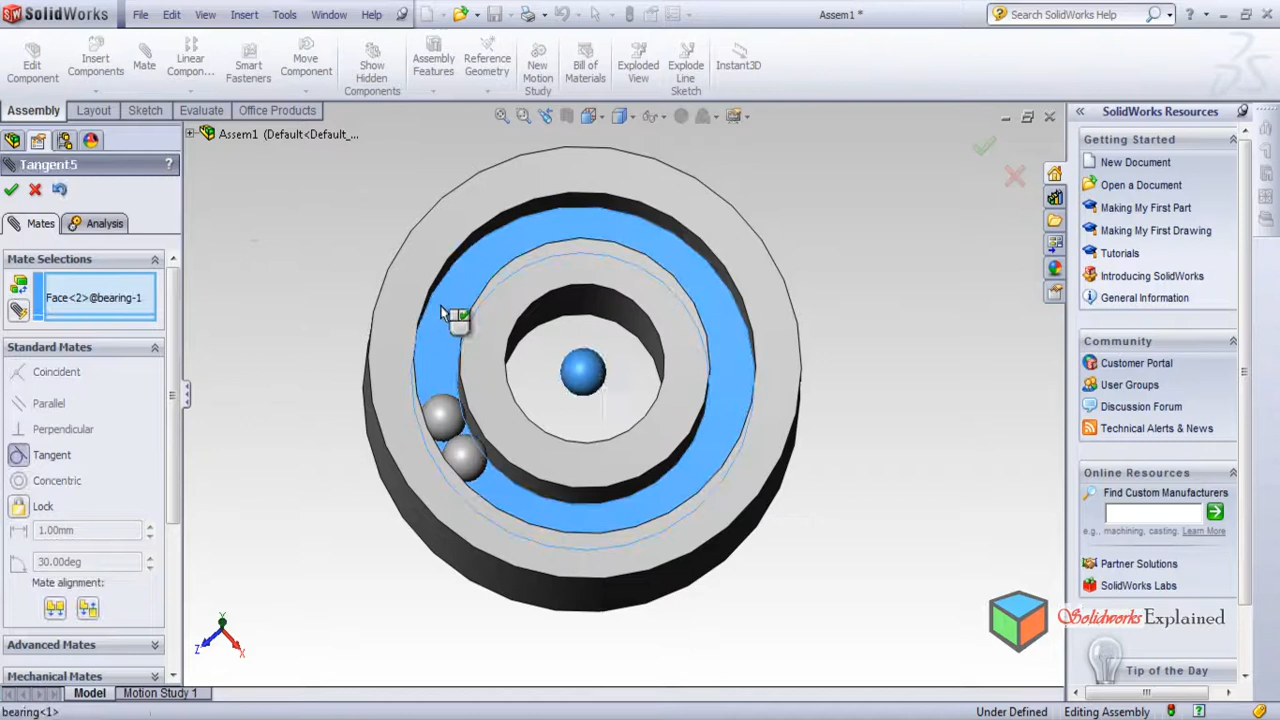 SolidWorks File Edit View Insert Tools Window Help Assem1 * Search SolidWorks Help
Edit Component
Insert Components
Mate
Linear Compon...
Smart Fasteners
Move Component
Show Hidden Components
Assembly Features
Reference Geometry
New Motion Study
Bill of Materials
Exploded View
Explode Line Sketch
Instant3D
Assembly Layout Sketch Evaluate Office Products
Assem1 (Default<Default_...
Tangent5 ?
Mates Analysis
Mate Selections
Face<2>@bearing-1
Standard Mates
Coincident
Parallel
Perpendicular
Tangent
Concentric
Lock
1.00mm
30.00deg
Mate alignment:
Advanced Mates
Mechanical Mates
Y
Z
X
SolidWorks Resources
Getting Started
New Document
Open a Document
Making My First Part
Making My First Drawing
Tutorials
Introducing SolidWorks
General Information
Community
Customer Portal
User Groups
Discussion Forum
Technical Alerts & News
Online Resources
Find Custom Manufacturers
e.g., machining, casting. Learn More
Partner Solutions
SolidWorks Labs
Solidworks Explained
Tip of the Day
Model Motion Study 1
bearing<1> Under Defined Editing Assembly